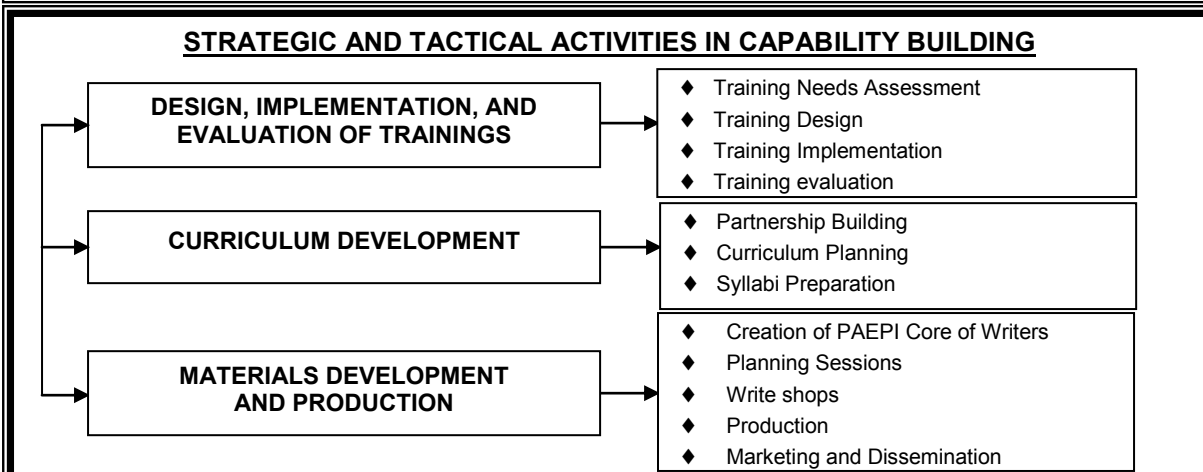 STRATEGIC AND TACTICAL ACTIVITIES IN CAPABILITY BUILDING
DESIGN, IMPLEMENTATION, AND
EVALUATION OF TRAININGS
♦ Training Needs Assessment
♦ Training Design
♦ Training Implementation
♦ Training evaluation
CURRICULUM DEVELOPMENT
♦ Partnership Building
♦ Curriculum Planning
♦ Syllabi Preparation
MATERIALS DEVELOPMENT
AND PRODUCTION
♦ Creation of PAEPI Core of Writers
♦ Planning Sessions
♦ Write shops
♦ Production
♦ Marketing and Dissemination